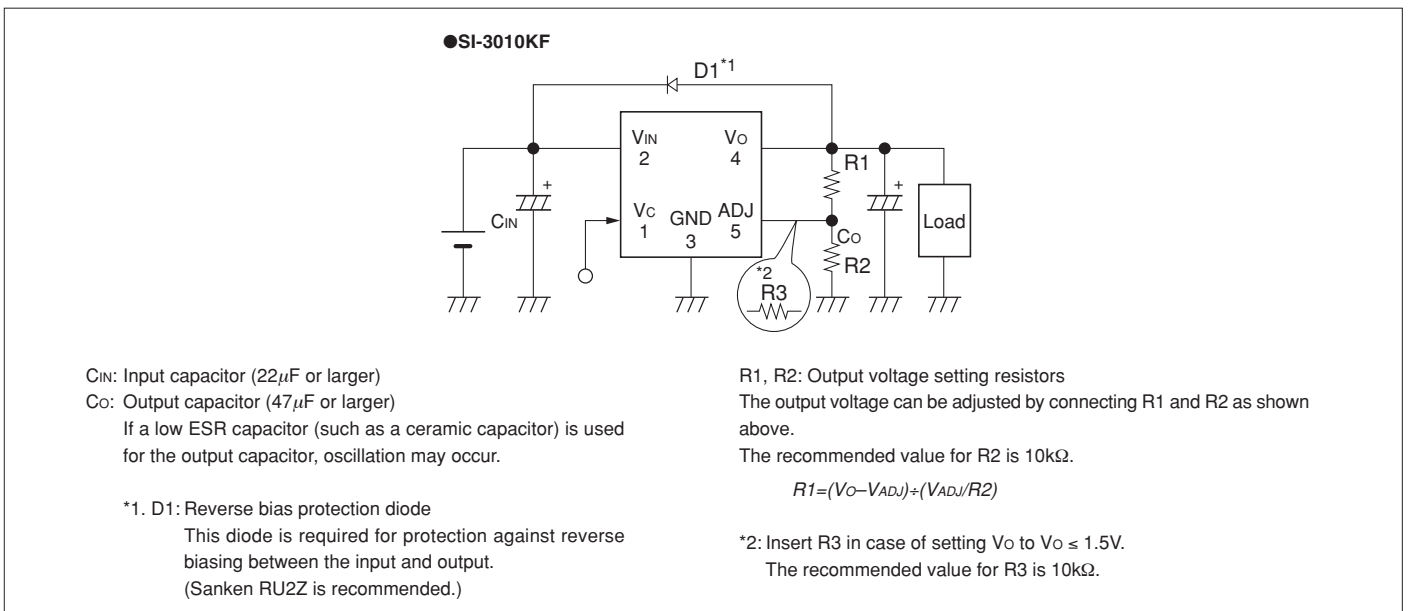 ●SI-3010KF
D1*1
VIN
2
VO
4
R1
+
+
CIN
VC
1
GND
3
ADJ
5
CO
R2
Load
*2
R3
CIN: Input capacitor (22μF or larger)
CO: Output capacitor (47μF or larger)
If a low ESR capacitor (such as a ceramic capacitor) is used
for the output capacitor, oscillation may occur.
*1. D1: Reverse bias protection diode
This diode is required for protection against reverse
biasing between the input and output.
(Sanken RU2Z is recommended.)
R1, R2: Output voltage setting resistors
The output voltage can be adjusted by connecting R1 and R2 as shown
above.
The recommended value for R2 is 10kΩ.
R1=(VO–VADJ)÷(VADJ/R2)
*2: Insert R3 in case of setting VO to VO ≤ 1.5V.
The recommended value for R3 is 10kΩ.